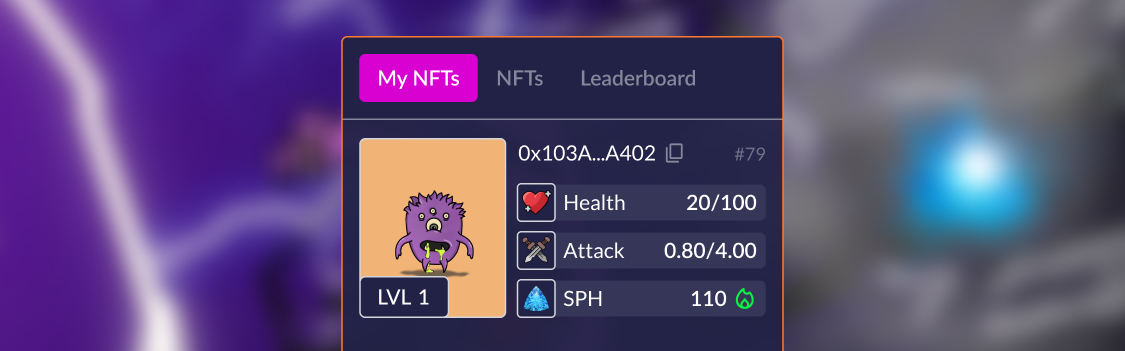 My NFTs NFTs Leaderboard
0x103A...A402 #79
Health 20/100
Attack 0.80/4.00
LVL 1
SPH 110